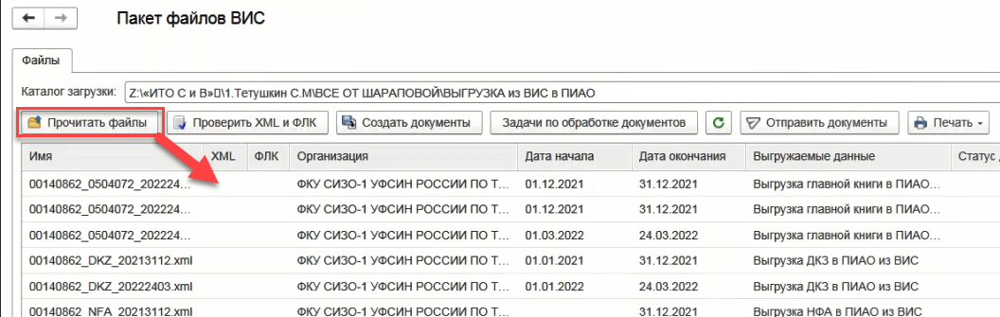 Пакет файлов ВИС
Файлы
Каталог загрузки: Z:\«ИТО С и В»\1.Тетушкин С.М\ВСЕ ОТ ШАРАПОВОЙ\ВЫГРУЗКА из ВИС в ПИАО
Прочитать файлы Проверить XML и ФЛК Создать документы Задачи по обработке документов Отправить документы Печать
Имя XML ФЛК Организация Дата начала Дата окончания Выгружаемые данные Статус
00140862_0504072_202224... ФКУ СИЗО-1 УФСИН РОССИИ ПО Т... 01.12.2021 31.12.2021 Выгрузка главной книги в ПИАО...
00140862_0504072_202224... ФКУ СИЗО-1 УФСИН РОССИИ ПО Т... 01.12.2021 31.12.2021 Выгрузка главной книги в ПИАО...
00140862_0504072_202224... ФКУ СИЗО-1 УФСИН РОССИИ ПО Т... 01.03.2022 24.03.2022 Выгрузка главной книги в ПИАО...
00140862_DKZ_20213112.xml ФКУ СИЗО-1 УФСИН РОССИИ ПО Т... 01.01.2021 31.12.2021 Выгрузка ДКЗ в ПИАО из ВИС
00140862_DKZ_20222403.xml ФКУ СИЗО-1 УФСИН РОССИИ ПО Т... 01.01.2022 24.03.2022 Выгрузка ДКЗ в ПИАО из ВИС
00140862_NFA_20213112.xml ФКУ СИЗО-1 УФСИН РОССИИ ПО Т... 31.12.2021 Выгрузка НФА в ПИАО из ВИС